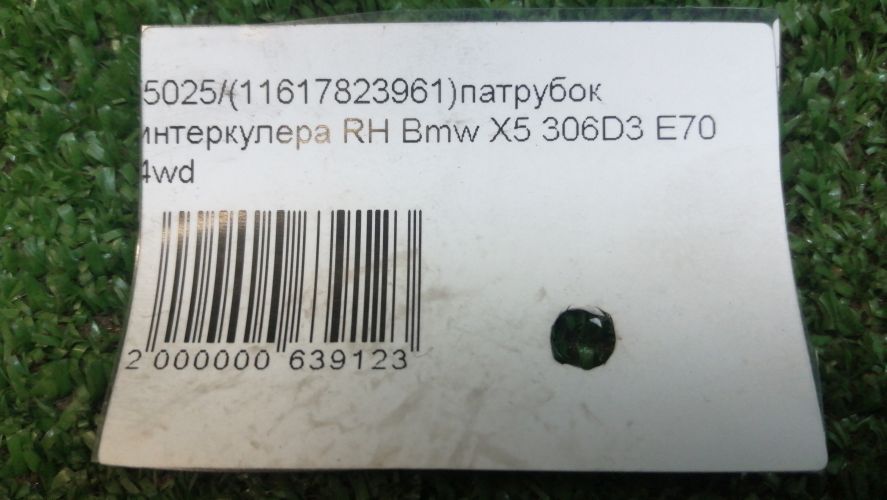 5025/(11617823961)патрубок
интеркулера RH Bmw X5 306D3 E70
4wd
2 000000 639123